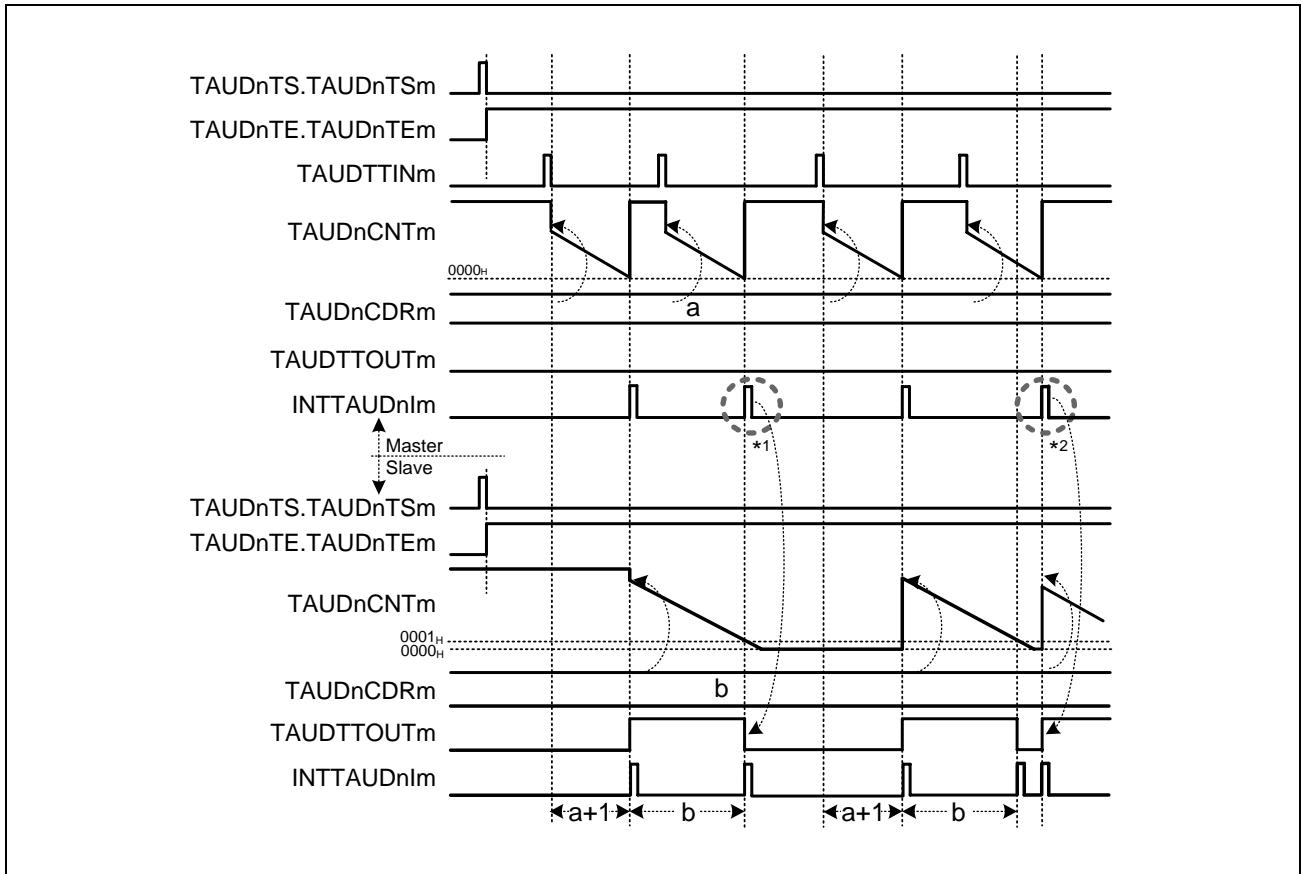 TAUDnTS.TAUDnTSm
TAUDnTE.TAUDnTEm
TAUDTTINm
TAUDnCNTm
0000H
TAUDnCDRm
a
TAUDTTOUTm
INTTAUDnIm
*1
*2
Master
Slave
TAUDnTS.TAUDnTSm
TAUDnTE.TAUDnTEm
TAUDnCNTm
0001H
0000H
TAUDnCDRm
b
TAUDTTOUTm
INTTAUDnIm
a+1 b a+1 b